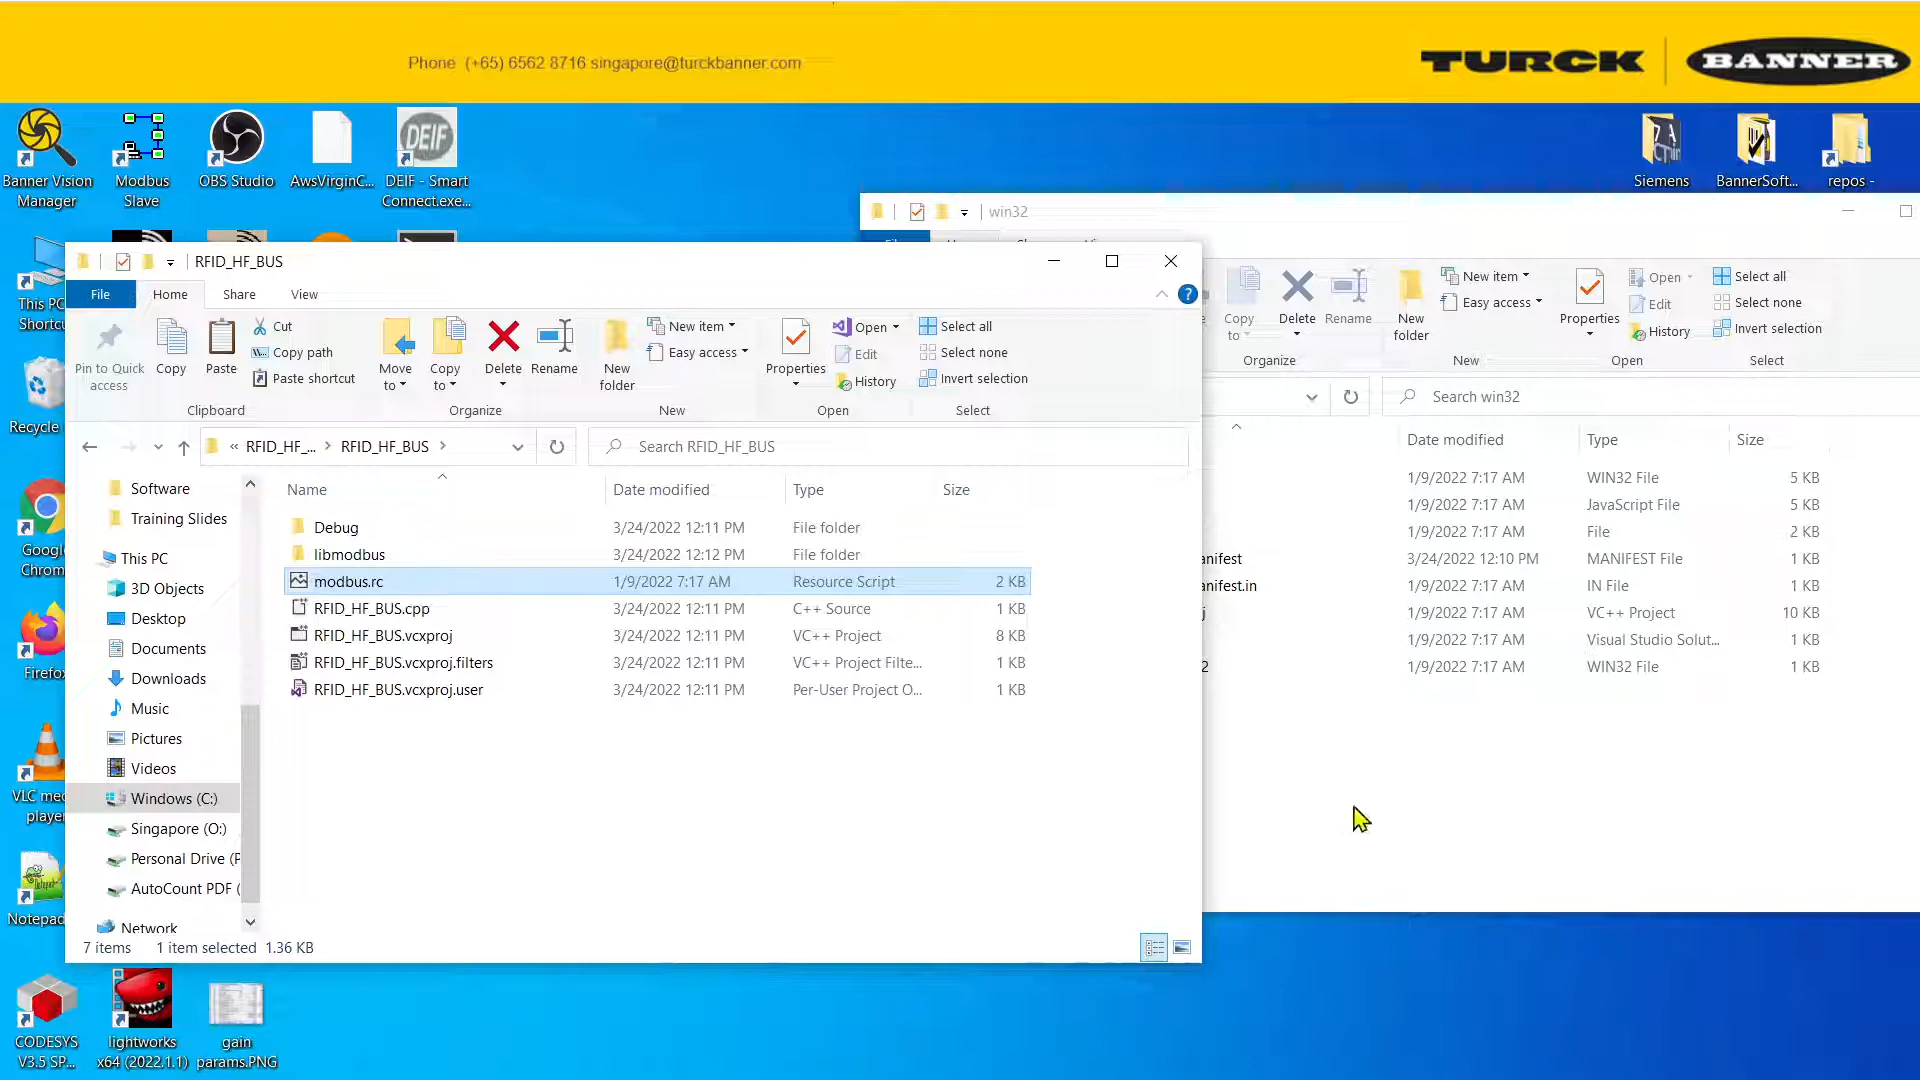 Phone (+65) 6562 8716 singapore@turckbanner.com
TURCK
BANNER
Banner Vision
Manager
Modbus
Slave
OBS Studio
AwsVirginC...
DEIF
DEIF - Smart
Connect.exe...
Siemens
BannerSoft...
repos -
win32
New item
Easy access
Open
Edit
History
Select all
Select none
Invert selection
Copy
to
Delete
Rename
New
folder
Properties
Organize
New
Open
Select
Search win32
Date modified
Type
Size
1/9/2022 7:17 AM
WIN32 File
5 KB
1/9/2022 7:17 AM
JavaScript File
5 KB
1/9/2022 7:17 AM
File
2 KB
anifest
3/24/2022 12:10 PM
MANIFEST File
1 KB
anifest.in
1/9/2022 7:17 AM
IN File
1 KB
1/9/2022 7:17 AM
VC++ Project
10 KB
1/9/2022 7:17 AM
Visual Studio Solut...
1 KB
2
1/9/2022 7:17 AM
WIN32 File
1 KB
RFID_HF_BUS
File
Home
Share
View
Pin to Quick
access
Copy
Paste
Cut
Copy path
Paste shortcut
Clipboard
Move
to
Copy
to
Delete
Rename
Organize
New
folder
New item
Easy access
New
Properties
Open
Edit
History
Open
Select all
Select none
Invert selection
Select
« RFID_HF_... › RFID_HF_BUS ›
Search RFID_HF_BUS
Software
Training Slides
This PC
3D Objects
Desktop
Documents
Downloads
Music
Pictures
Videos
Windows (C:)
Singapore (O:)
Personal Drive (P
AutoCount PDF (
Network
Name
Date modified
Type
Size
Debug
3/24/2022 12:11 PM
File folder
libmodbus
3/24/2022 12:12 PM
File folder
modbus.rc
1/9/2022 7:17 AM
Resource Script
2 KB
RFID_HF_BUS.cpp
3/24/2022 12:11 PM
C++ Source
1 KB
RFID_HF_BUS.vcxproj
3/24/2022 12:11 PM
VC++ Project
8 KB
RFID_HF_BUS.vcxproj.filters
3/24/2022 12:11 PM
VC++ Project Filte...
1 KB
RFID_HF_BUS.vcxproj.user
3/24/2022 12:11 PM
Per-User Project O...
1 KB
7 items
1 item selected 1.36 KB
This PC
Shortcu
Recycle
Googl
Chrom
Firefox
VLC med
player
Notepad
CODESYS
V3.5 SP...
lightworks
x64 (2022.1.1)
gain
params.PNG